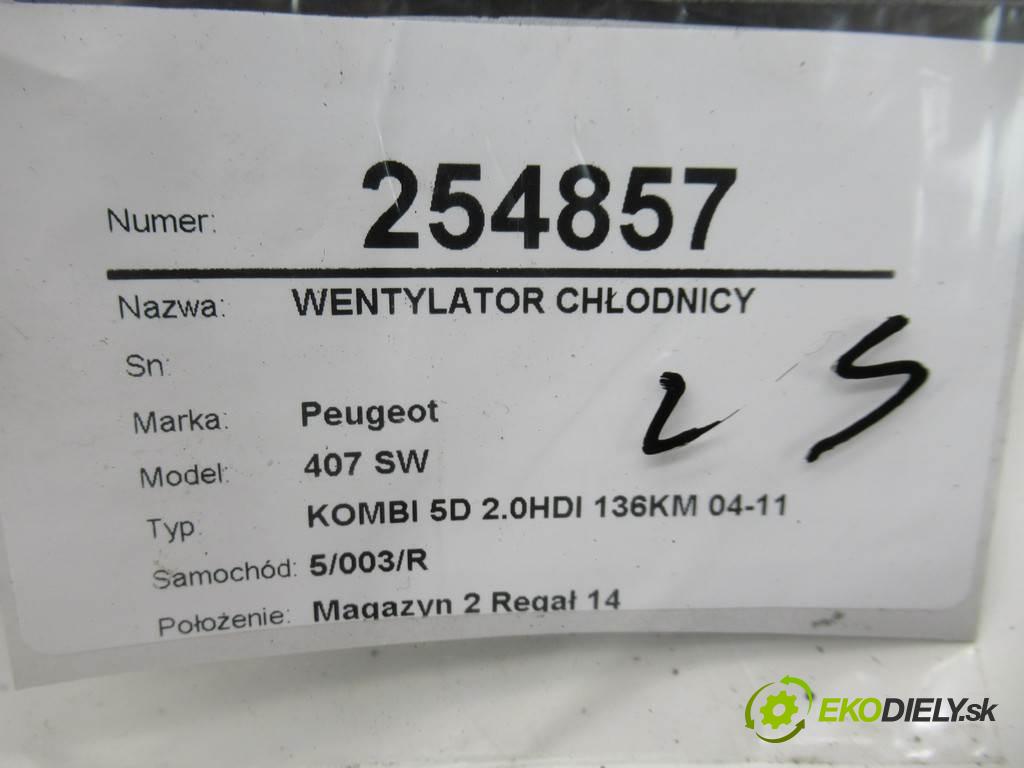 Numer: 254857
Nazwa: WENTYLATOR CHŁODNICY
Sn:
Marka: Peugeot
Model: 407 SW
Typ: KOMBI 5D 2.0HDI 136KM 04-11
Samochód: 5/003/R
Położenie: Magazyn 2 Regał 14
2 5
EKODIELY.sk